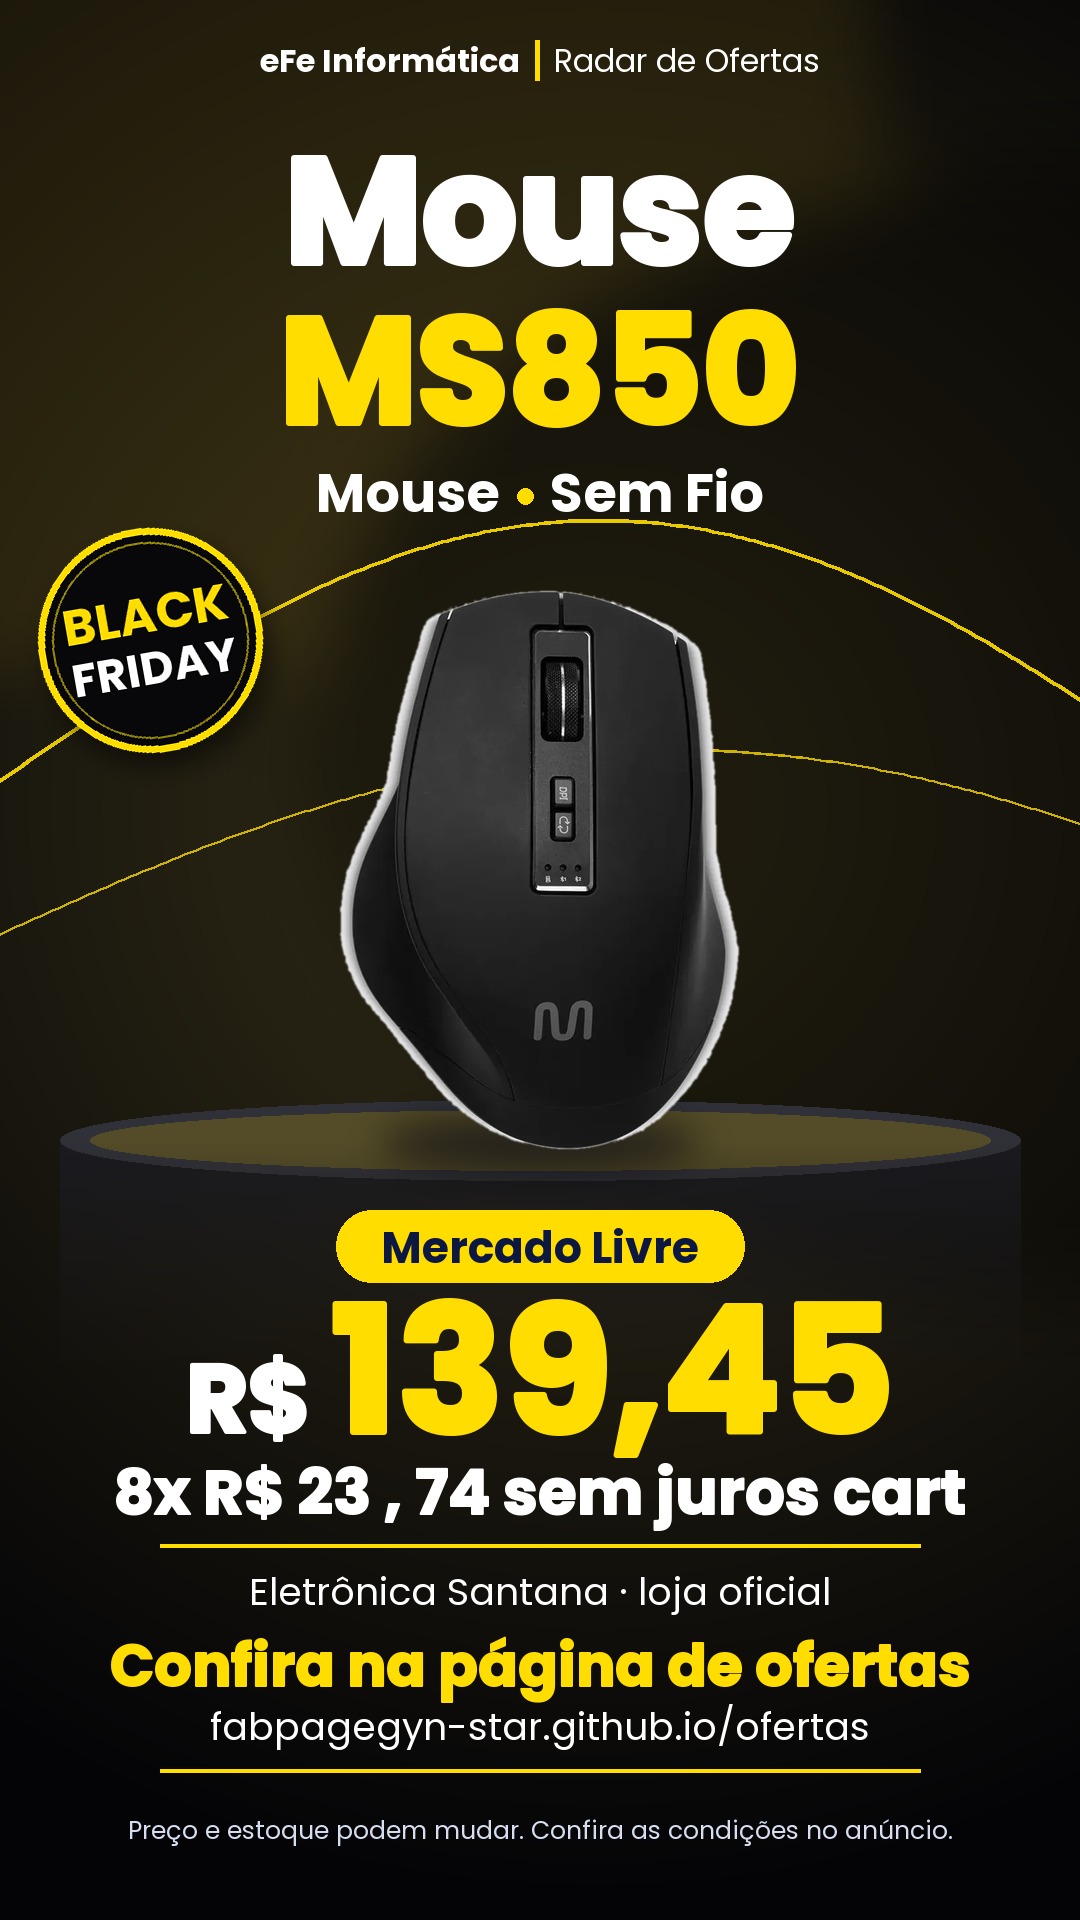 eFe Informática | Radar de Ofertas
Mouse
MS850
Mouse • Sem Fio
BLACK
FRIDAY
DPI
Mercado Livre
R$ 139,45
8x R$ 23 , 74 sem juros cart
Eletrônica Santana · loja oficial
Confira na página de ofertas
fabpagegyn-star.github.io/ofertas
Preço e estoque podem mudar. Confira as condições no anúncio.